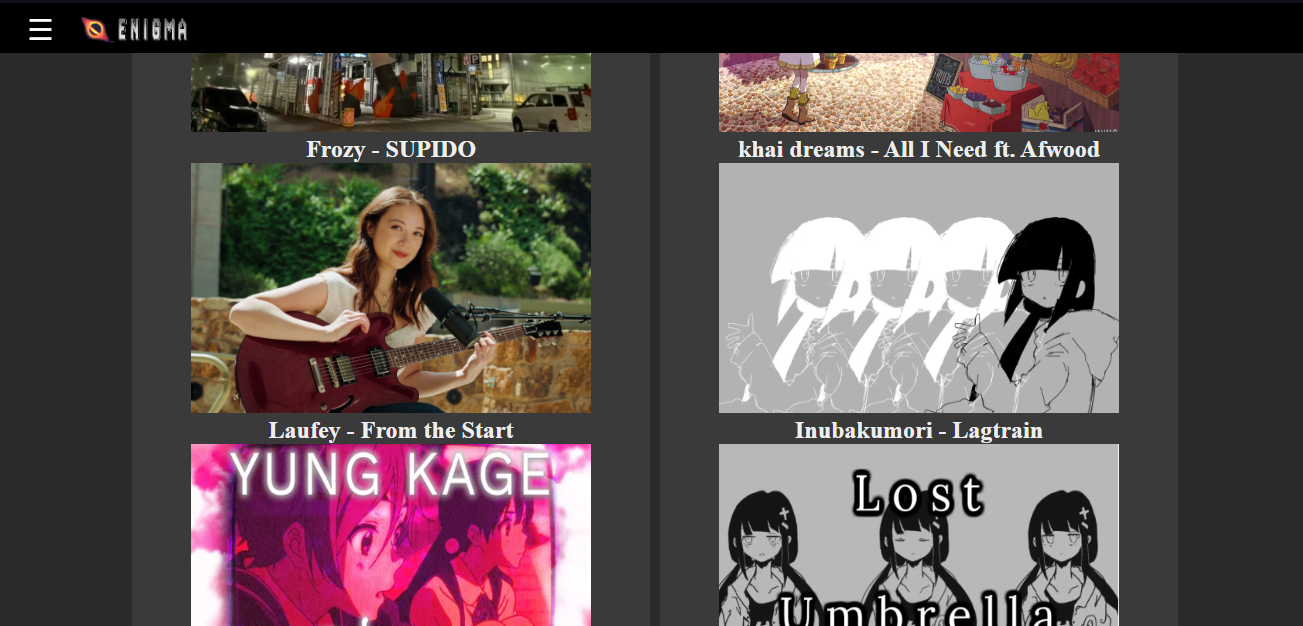 ENIGMA
Frozy - SUPIDO
khai dreams - All I Need ft. Afwood
Laufey - From the Start
Inubakumori - Lagtrain
YUNG KAGE
Lost
Umbrella